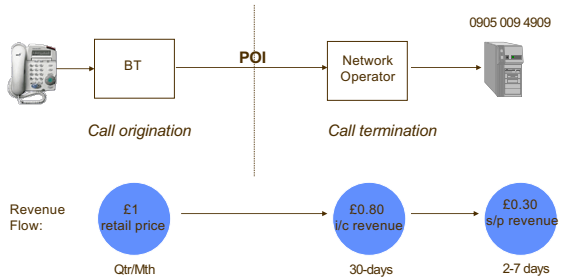 0905 009 4909
BT
POI
Network
Operator
Call origination
Call termination
Revenue
Flow:
£1
retail price
£0.80
i/c revenue
£0.30
s/p revenue
Qtr/Mth
30-days
2-7 days